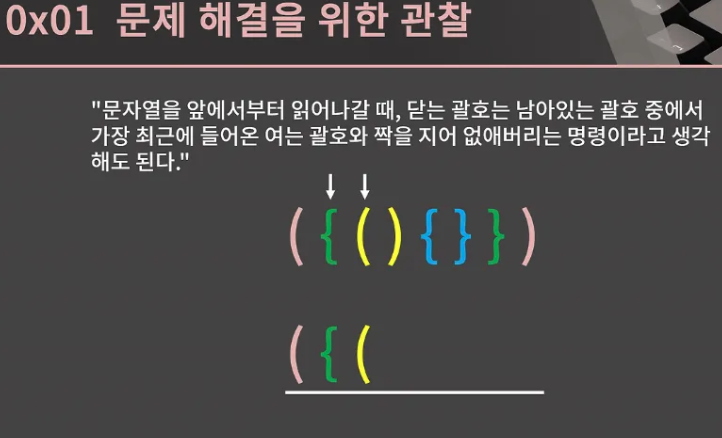 0x01 문제 해결을 위한 관찰
"문자열을 앞에서부터 읽어나갈 때, 닫는 괄호는 남아있는 괄호 중에서
가장 최근에 들어온 여는 괄호와 짝을 지어 없애버리는 명령이라고 생각
해도 된다."
( { ( ) { } } )
( { (